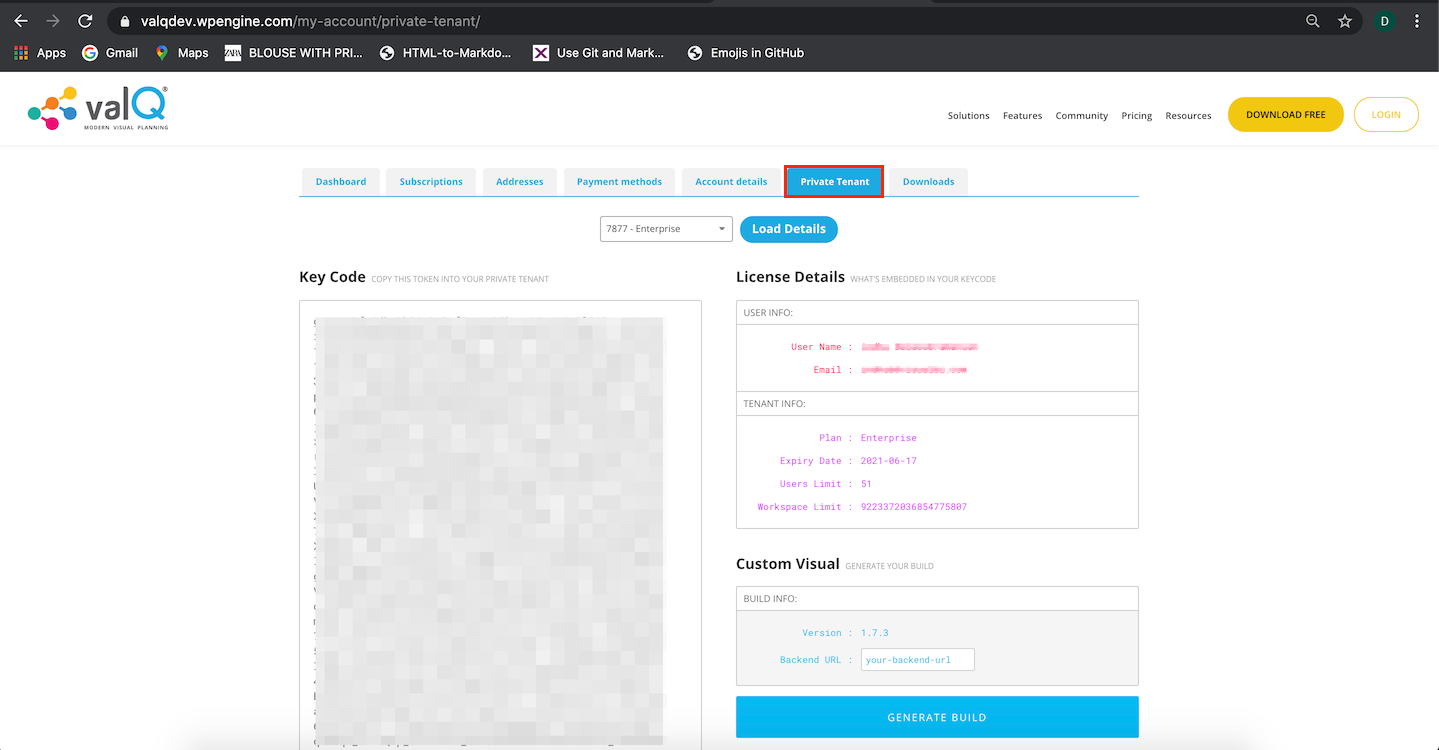 valqdev.wpengine.com/my-account/private-tenant/
D
Apps Gmail Maps ZARA BLOUSE WITH PRI... HTML-to-Markdo... Use Git and Mark... Emojis in GitHub
valQ®
MODERN VISUAL PLANNING
Solutions Features Community Pricing Resources DOWNLOAD FREE LOGIN
Dashboard Subscriptions Addresses Payment methods Account details Private Tenant Downloads
7877 - Enterprise Load Details
Key Code COPY THIS TOKEN INTO YOUR PRIVATE TENANT
License Details WHAT'S EMBEDDED IN YOUR KEYCODE
USER INFO:
User Name :
Email :
TENANT INFO:
Plan : Enterprise
Expiry Date : 2021-06-17
Users Limit : 51
Workspace Limit : 9223372036854775807
Custom Visual GENERATE YOUR BUILD
BUILD INFO:
Version : 1.7.3
Backend URL : your-backend-url
GENERATE BUILD